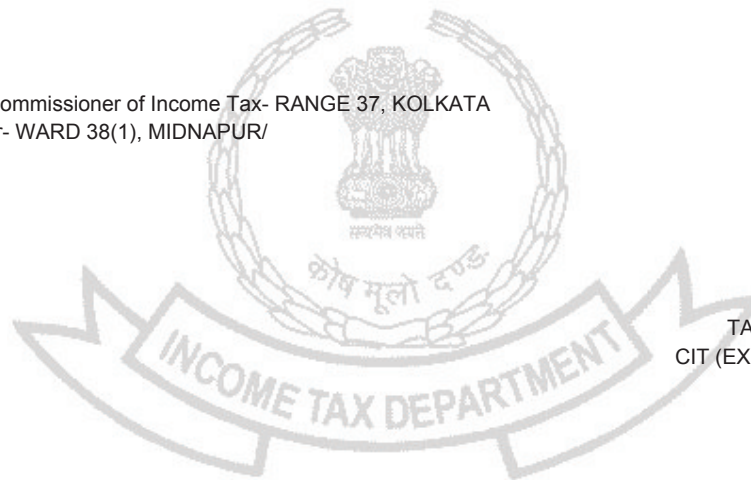 ommissioner of Income Tax- RANGE 37, KOLKATA
r- WARD 38(1), MIDNAPUR/
सत्यमेव जयते
कोष मूलो दण्ड
TA
CIT (EX
INCOME TAX DEPARTMENT